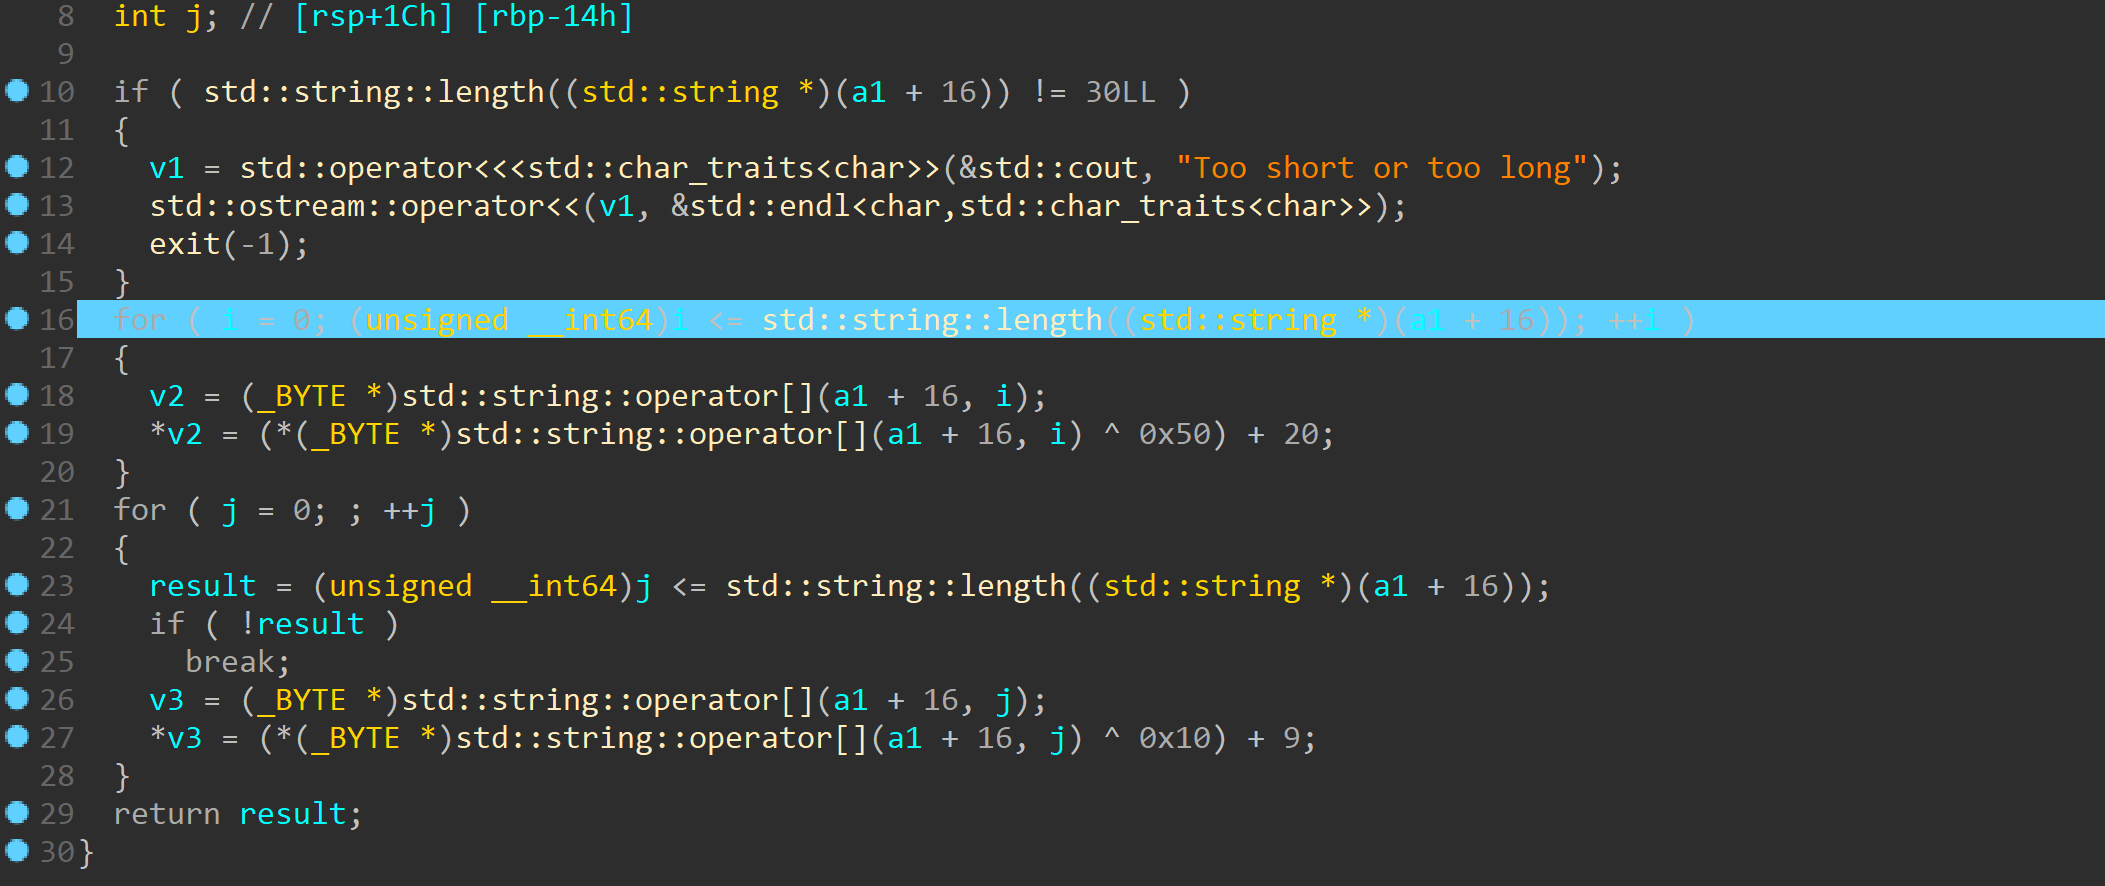 8 int j; // [rsp+1Ch] [rbp-14h]
9
10 if ( std::string::length((std::string *)(a1 + 16)) != 30LL )
11 {
12 v1 = std::operator<<<std::char_traits<char>>(&std::cout, "Too short or too long");
13 std::ostream::operator<<(v1, &std::endl<char,std::char_traits<char>>);
14 exit(-1);
15 }
16 for ( i = 0; (unsigned __int64)i <= std::string::length((std::string *)(a1 + 16)); ++i )
17 {
18 v2 = (_BYTE *)std::string::operator[](a1 + 16, i);
19 *v2 = (*(_BYTE *)std::string::operator[](a1 + 16, i) ^ 0x50) + 20;
20 }
21 for ( j = 0; ; ++j )
22 {
23 result = (unsigned __int64)j <= std::string::length((std::string *)(a1 + 16));
24 if ( !result )
25 break;
26 v3 = (_BYTE *)std::string::operator[](a1 + 16, j);
27 *v3 = (*(_BYTE *)std::string::operator[](a1 + 16, j) ^ 0x10) + 9;
28 }
29 return result;
30 }